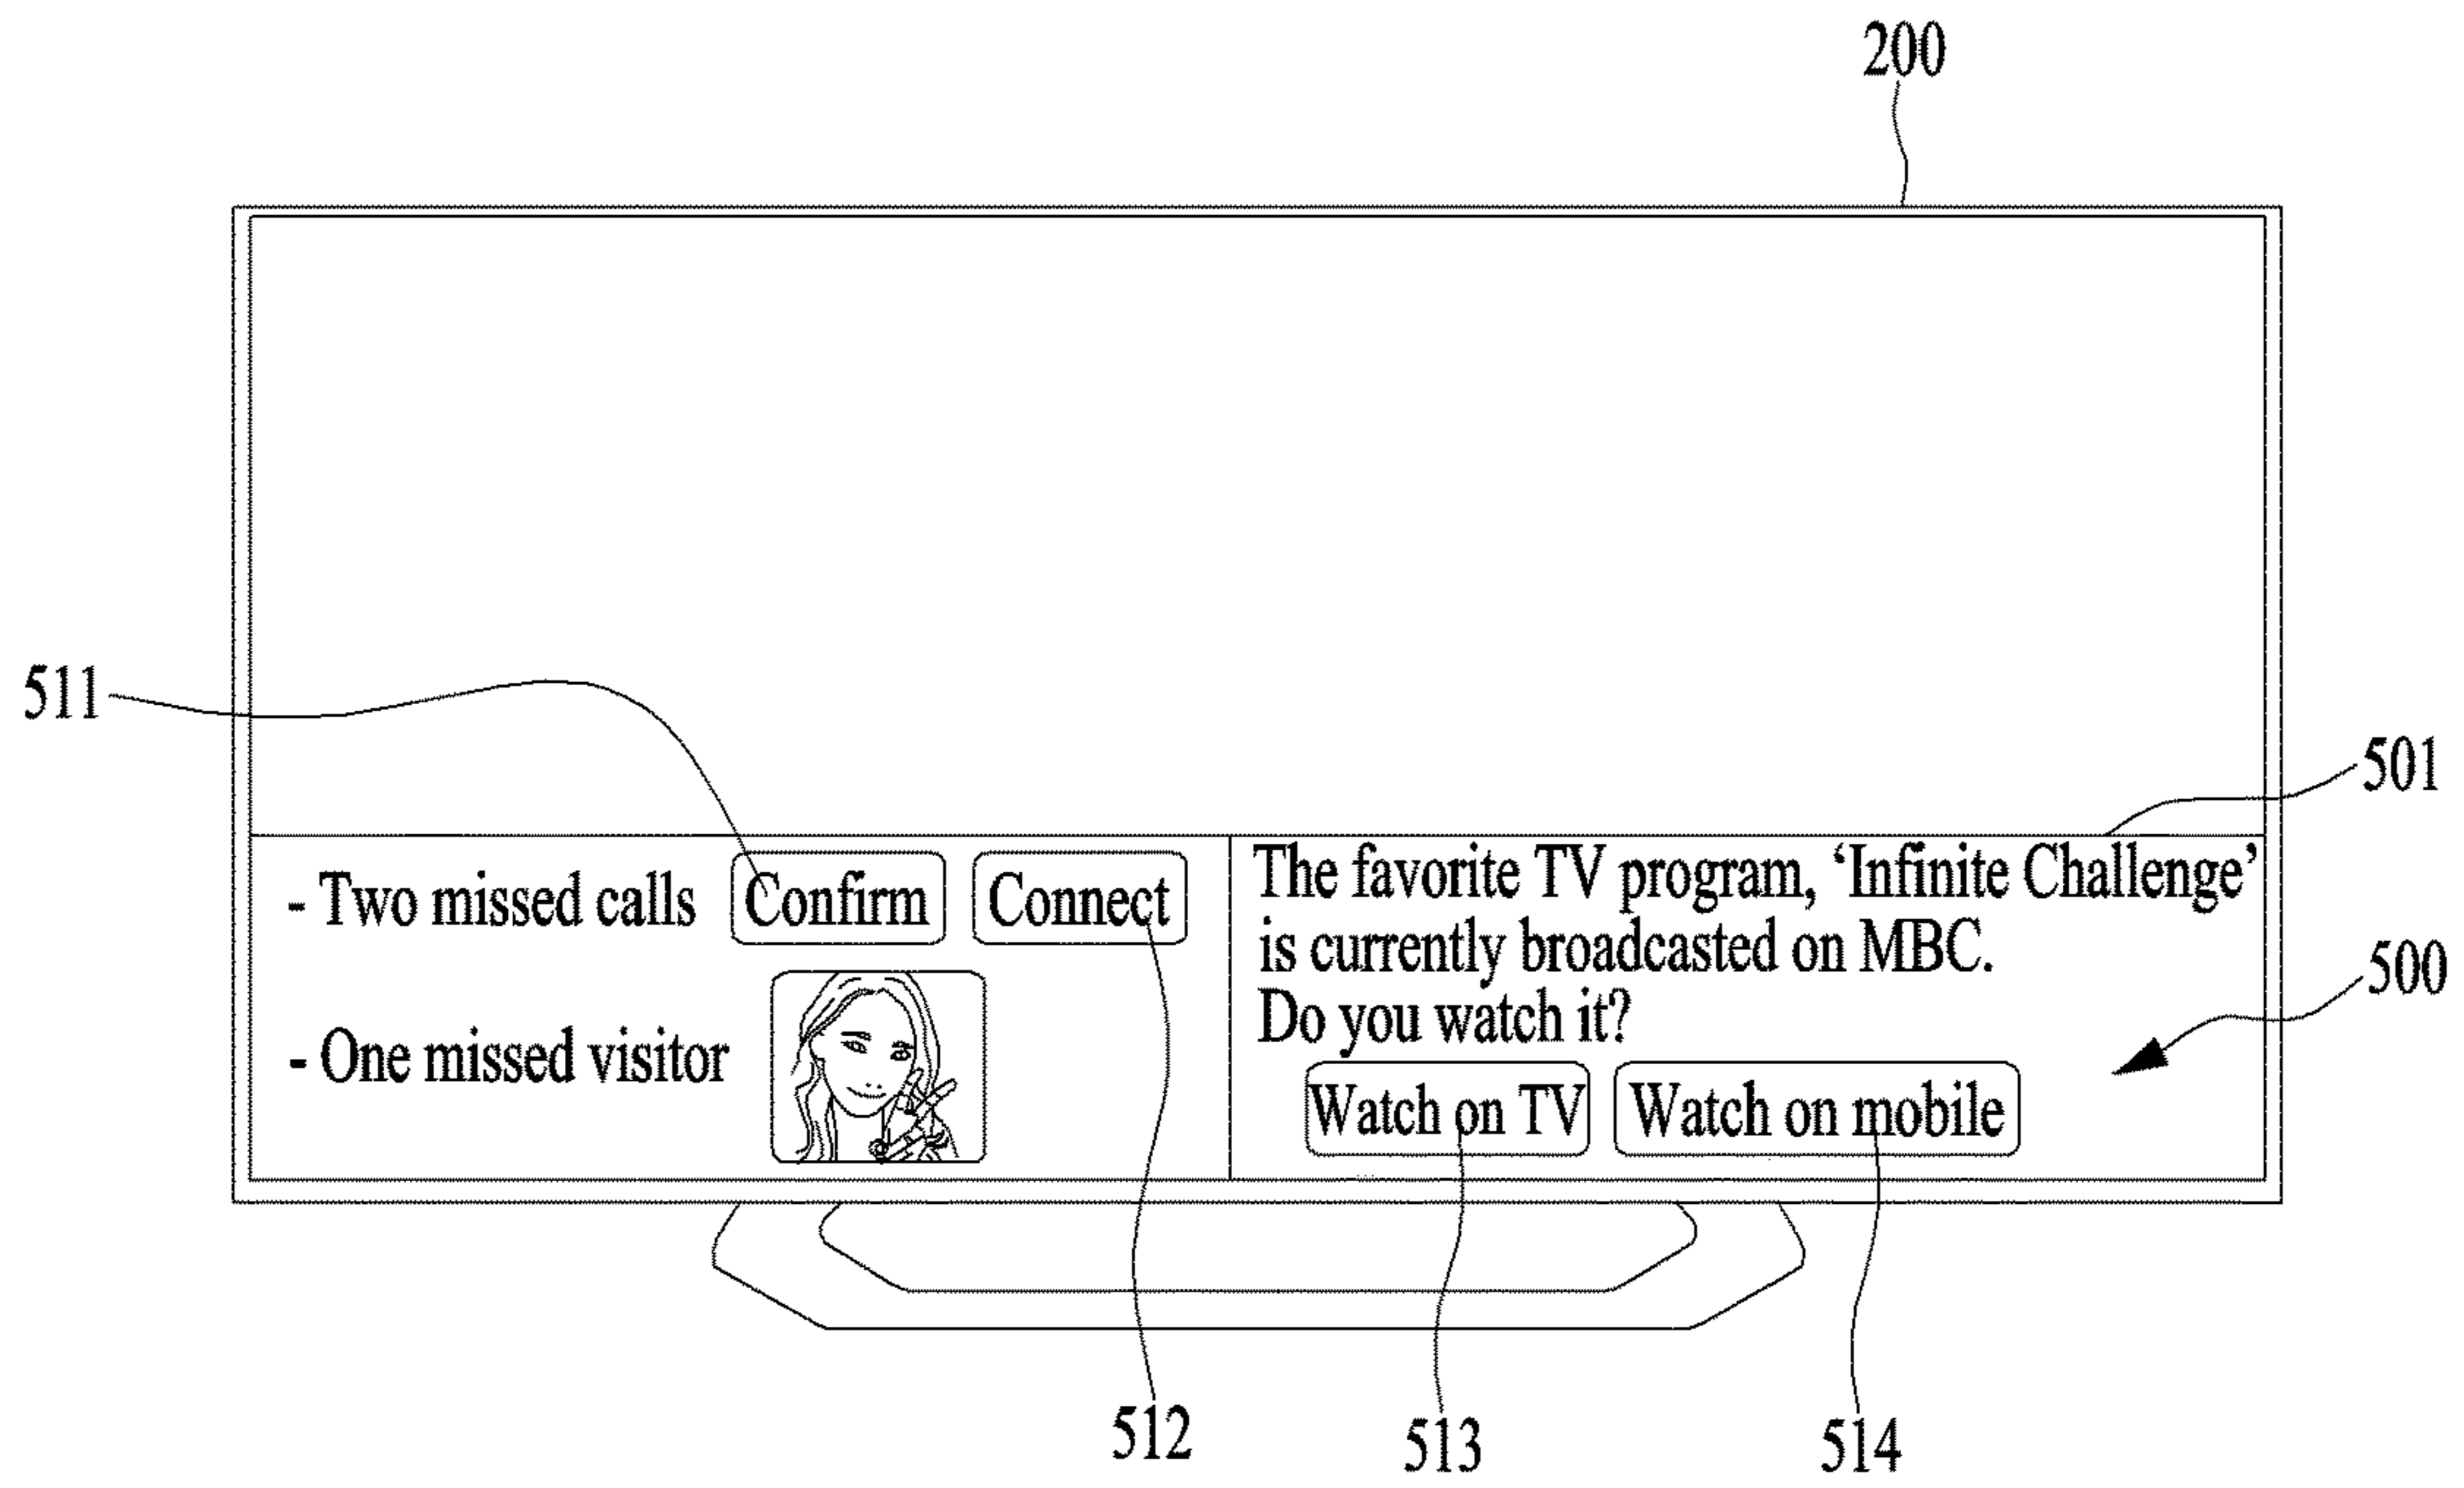 200
511
501
- Two missed calls Confirm Connect
- One missed visitor
The favorite TV program, ‘Infinite Challenge’
is currently broadcasted on MBC.
Do you watch it?
Watch on TV Watch on mobile
500
512
513
514